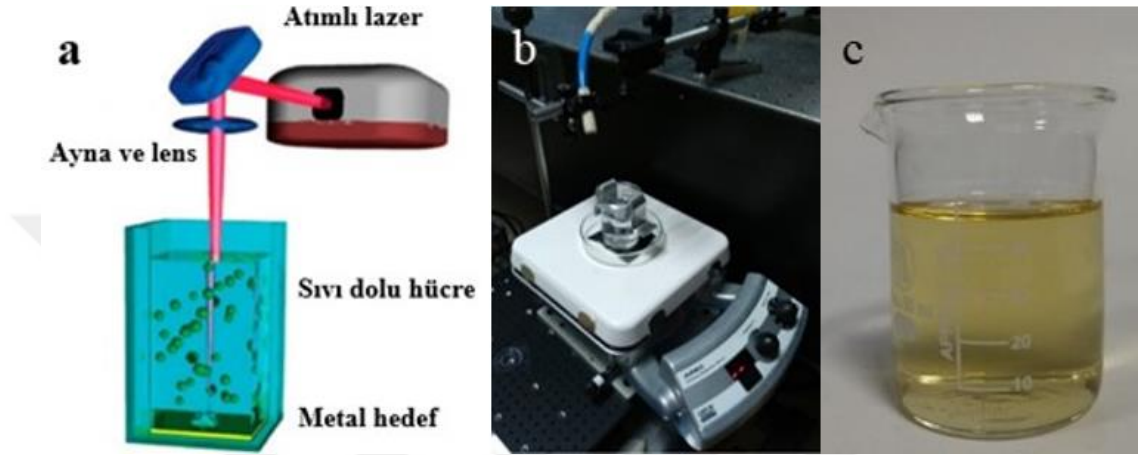 a
Atımlı lazer
Ayna ve lens
Sıvı dolu hücre
Metal hedef
b
c
20
10